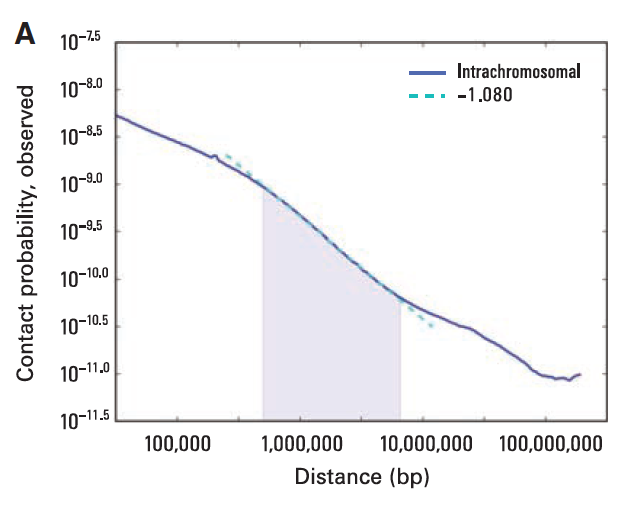 A
10^−7.5
10^−8.0
10^−8.5
10^−9.0
10^−9.5
10^−10.0
10^−10.5
10^−11.0
10^−11.5
Contact probability, observed
Intrachromosomal
−1.080
100,000 1,000,000 10,000,000 100,000,000
Distance (bp)